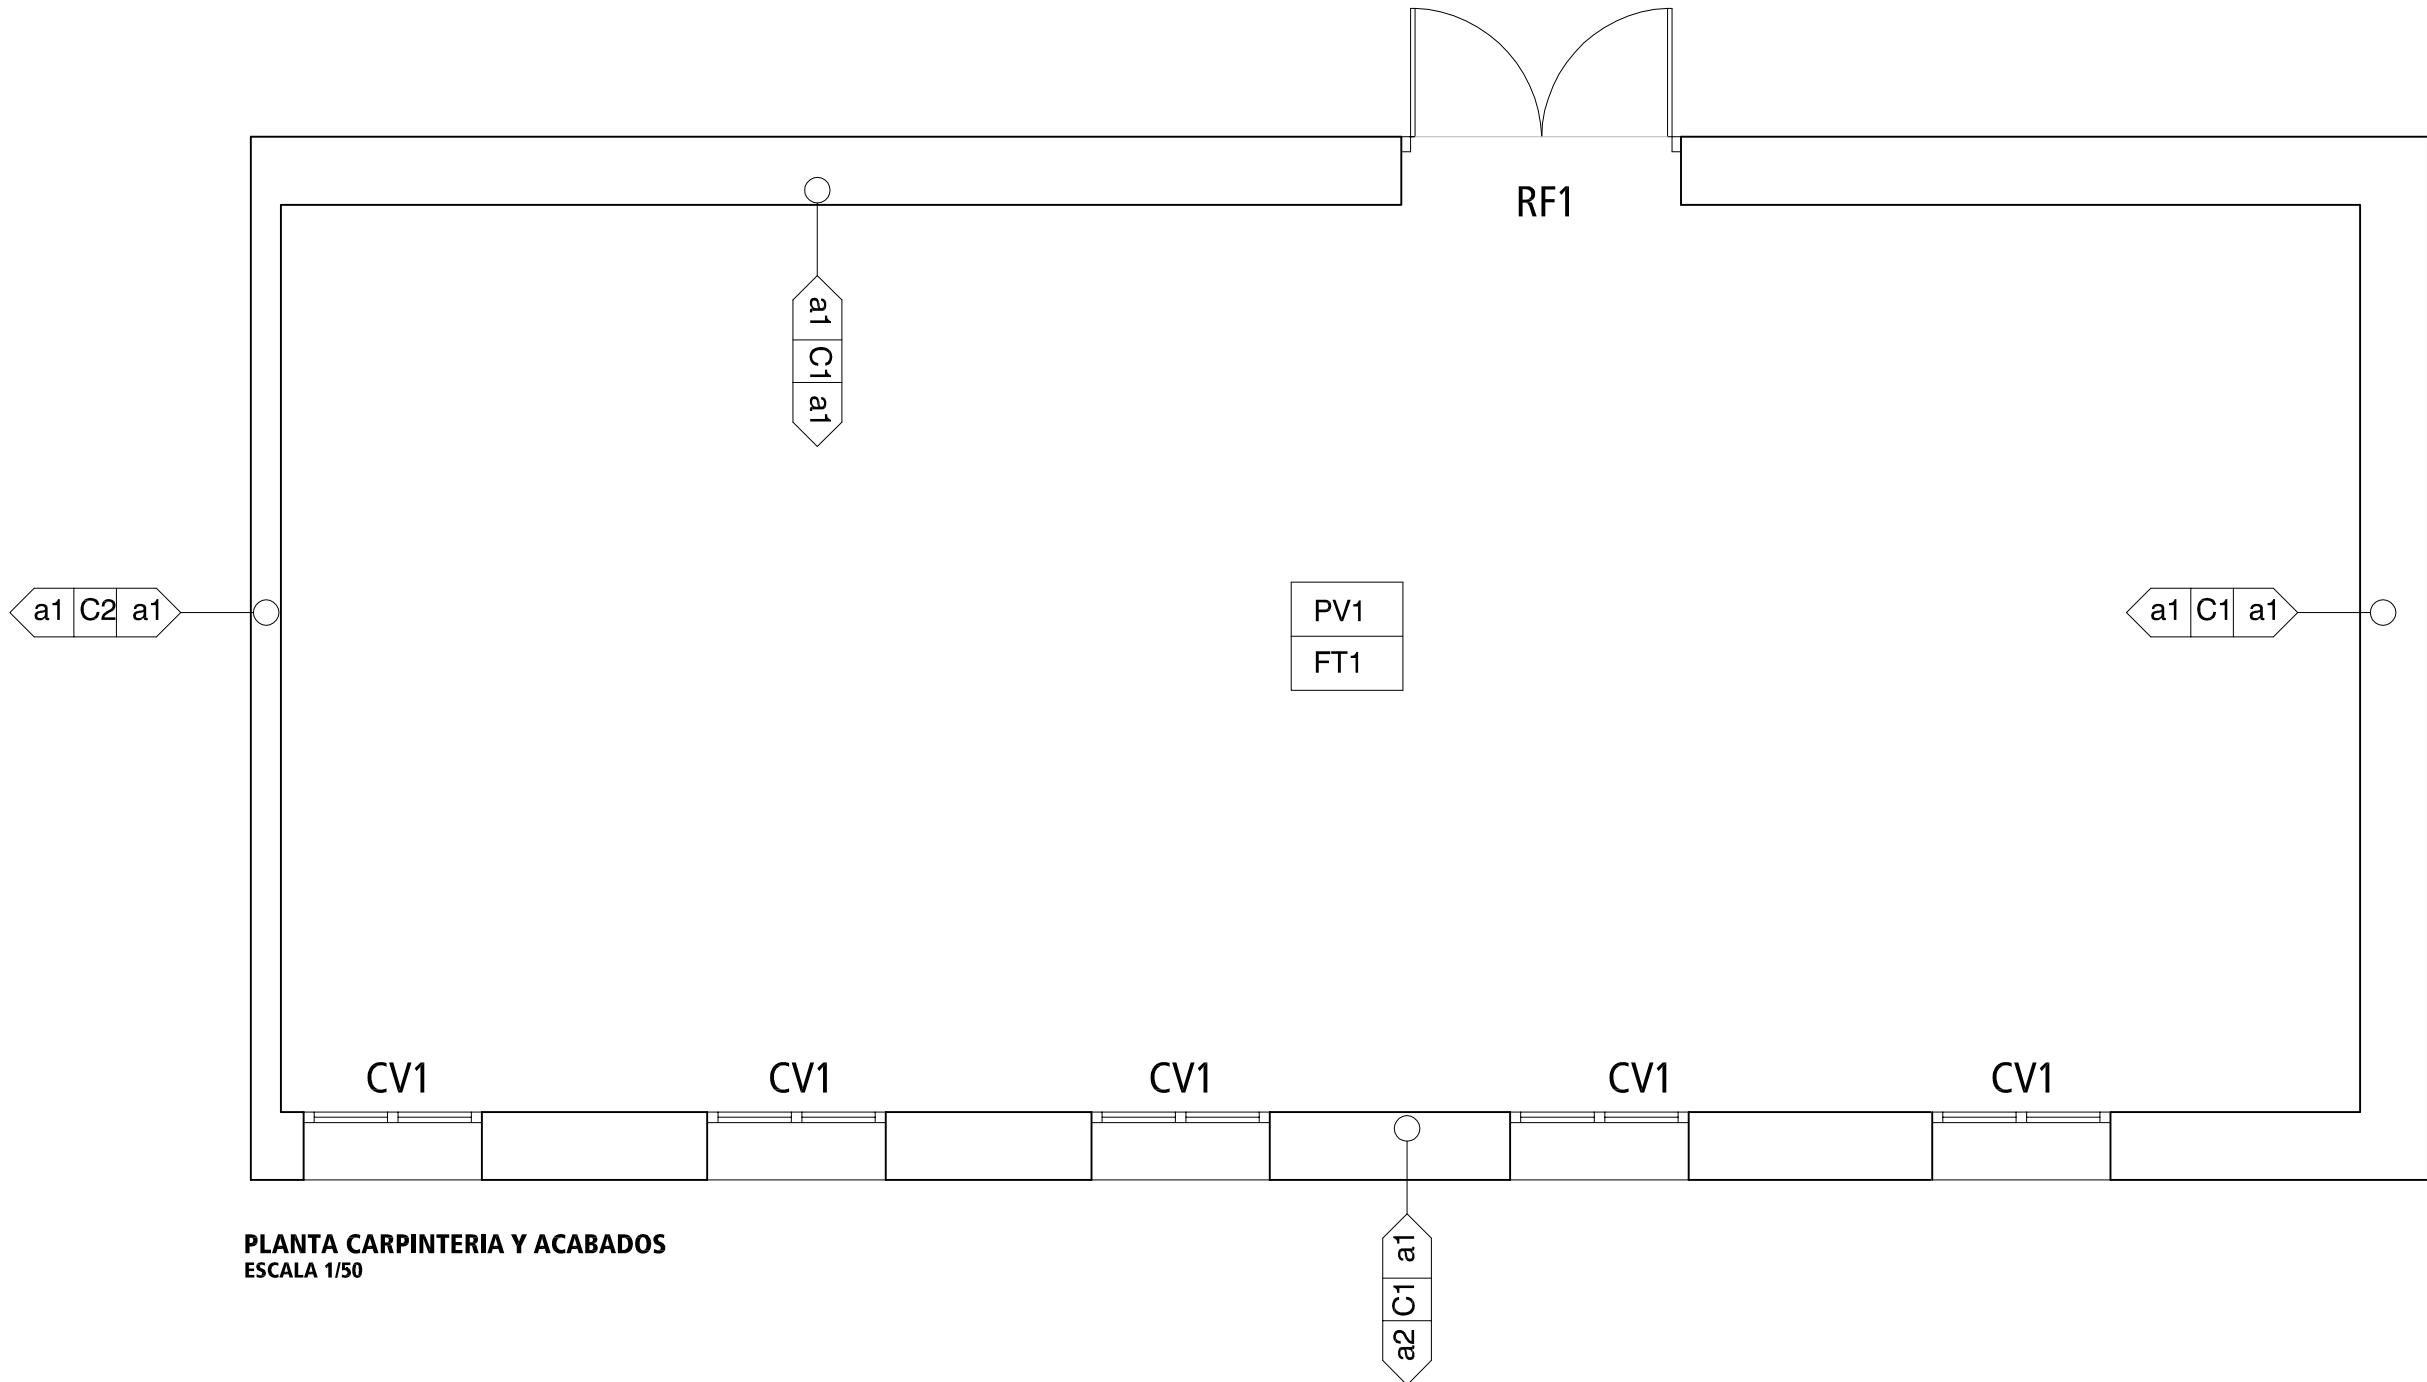 RF1
a1 C1 a1
a1 C2 a1
PV1
FT1
a1 C1 a1
CV1 CV1 CV1 CV1 CV1
PLANTA CARPINTERIA Y ACABADOS
ESCALA 1/50
a2 C1 a1